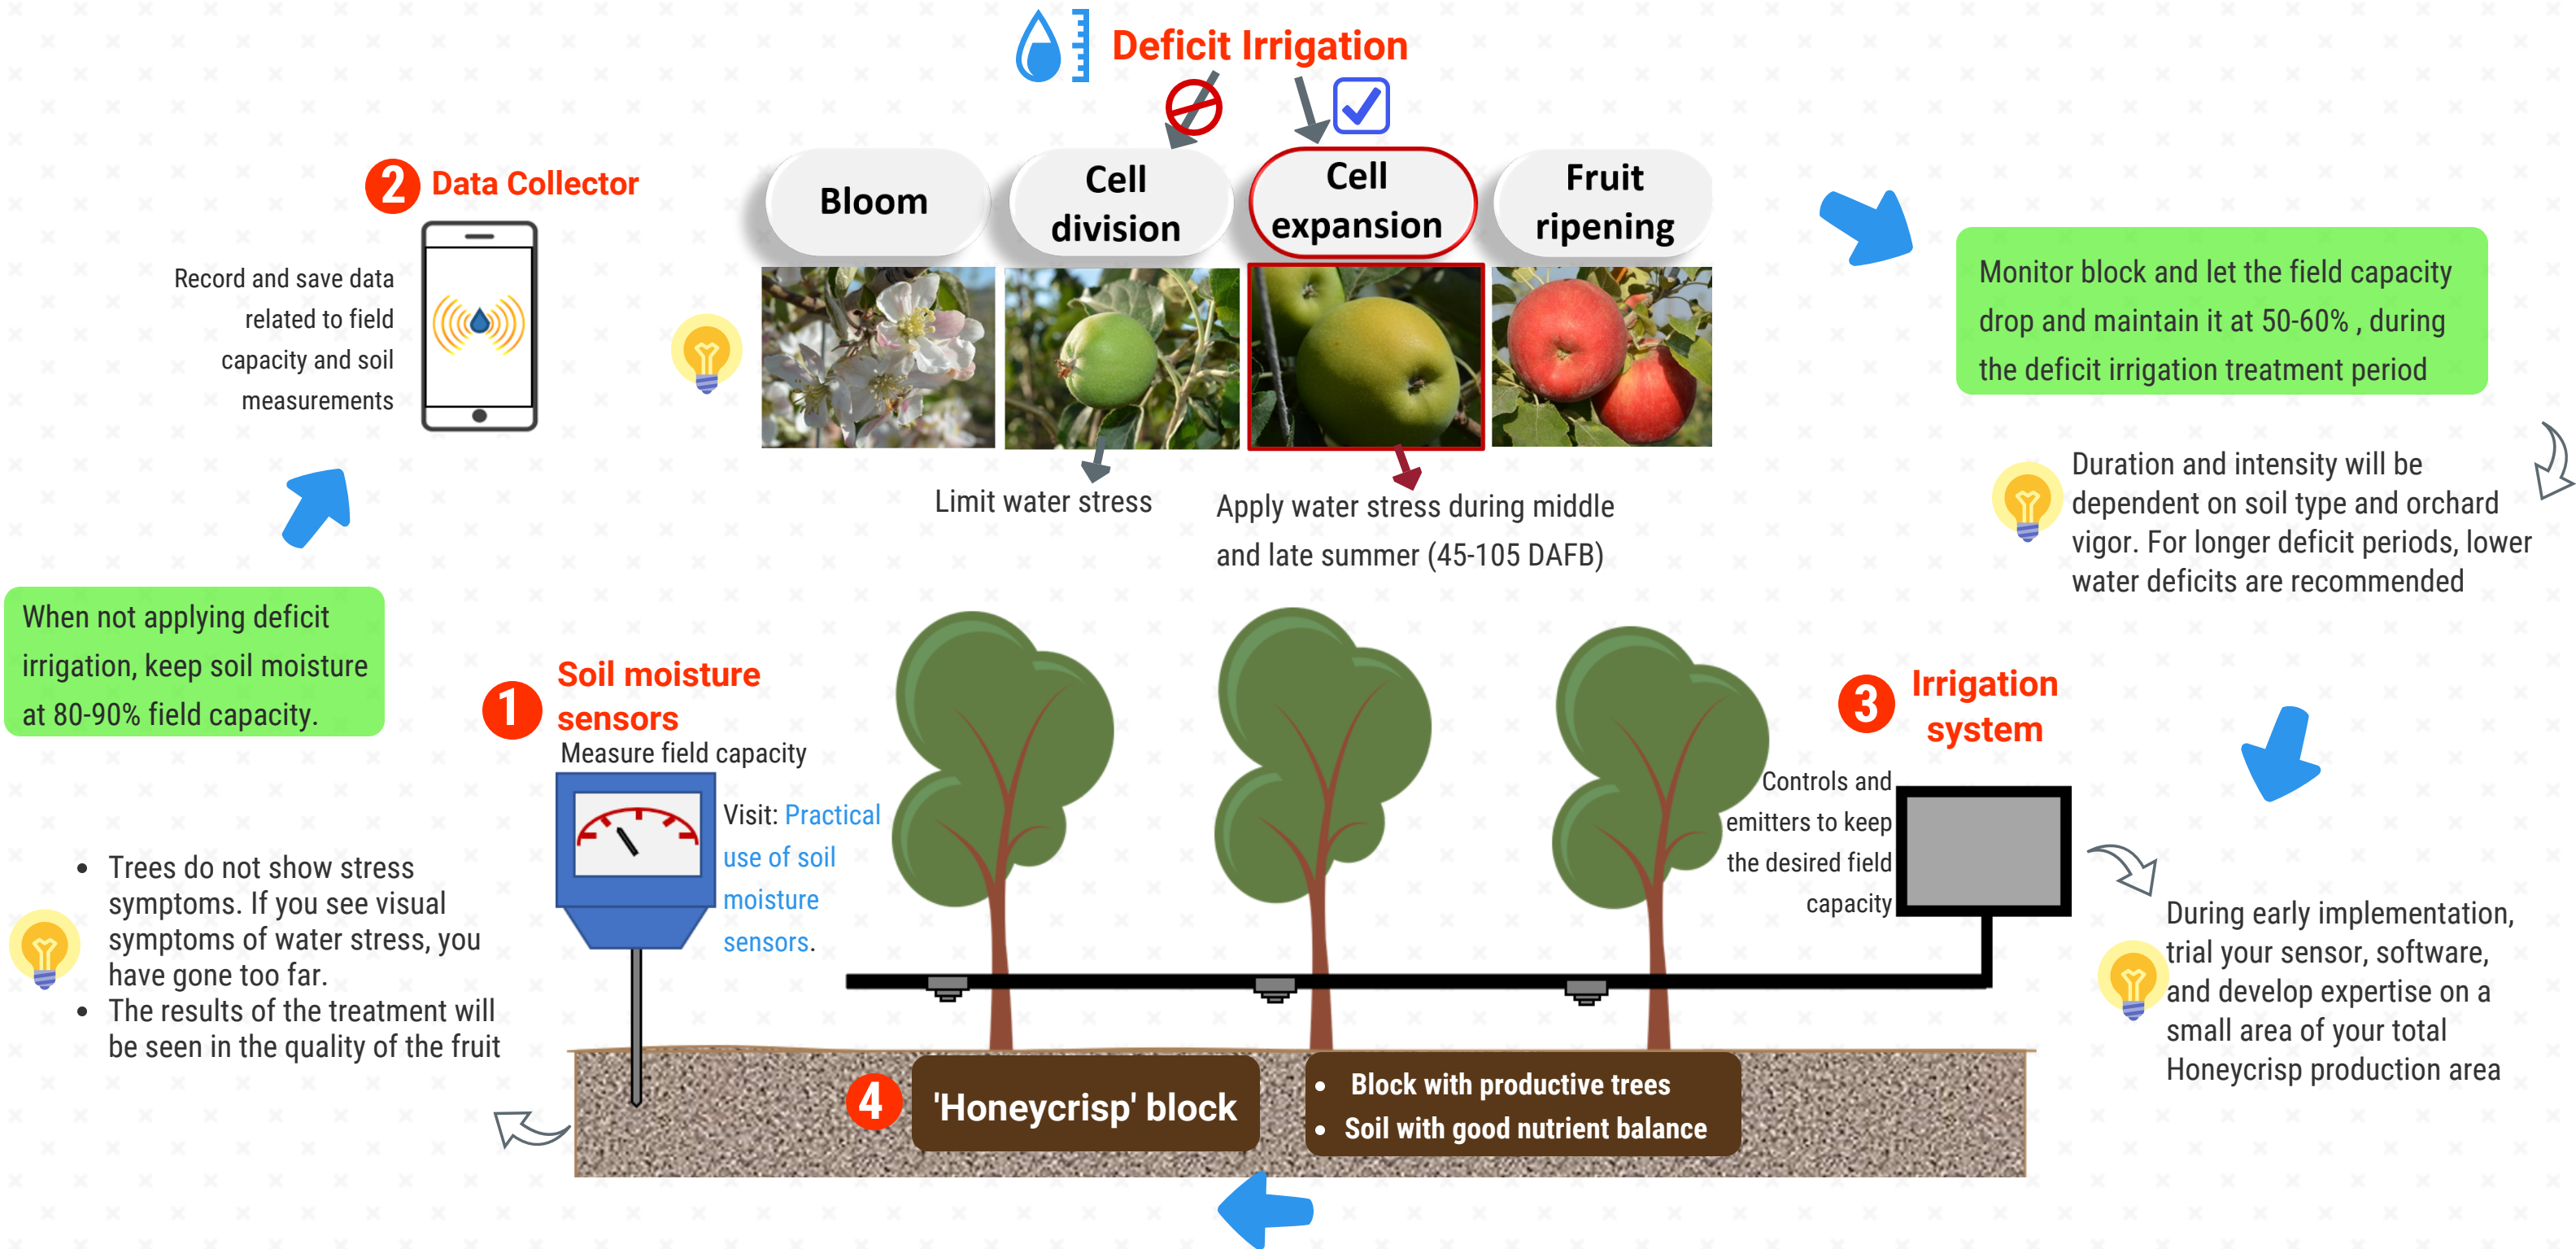 Deficit Irrigation
Bloom
Cell
division
Cell
expansion
Fruit
ripening
Limit water stress
Apply water stress during middle
and late summer (45-105 DAFB)
2 Data Collector
Record and save data
related to field
capacity and soil
measurements
Monitor block and let the field capacity
drop and maintain it at 50-60% , during
the deficit irrigation treatment period
Duration and intensity will be
dependent on soil type and orchard
vigor. For longer deficit periods, lower
water deficits are recommended
When not applying deficit
irrigation, keep soil moisture
at 80-90% field capacity.
1
Soil moisture
sensors
Measure field capacity
Visit: Practical
use of soil
moisture
sensors.
3
Irrigation
system
Controls and
emitters to keep
the desired field
capacity
• Trees do not show stress
symptoms. If you see visual
symptoms of water stress, you
have gone too far.
• The results of the treatment will
be seen in the quality of the fruit
During early implementation,
trial your sensor, software,
and develop expertise on a
small area of your total
Honeycrisp production area
4 'Honeycrisp' block
• Block with productive trees
• Soil with good nutrient balance